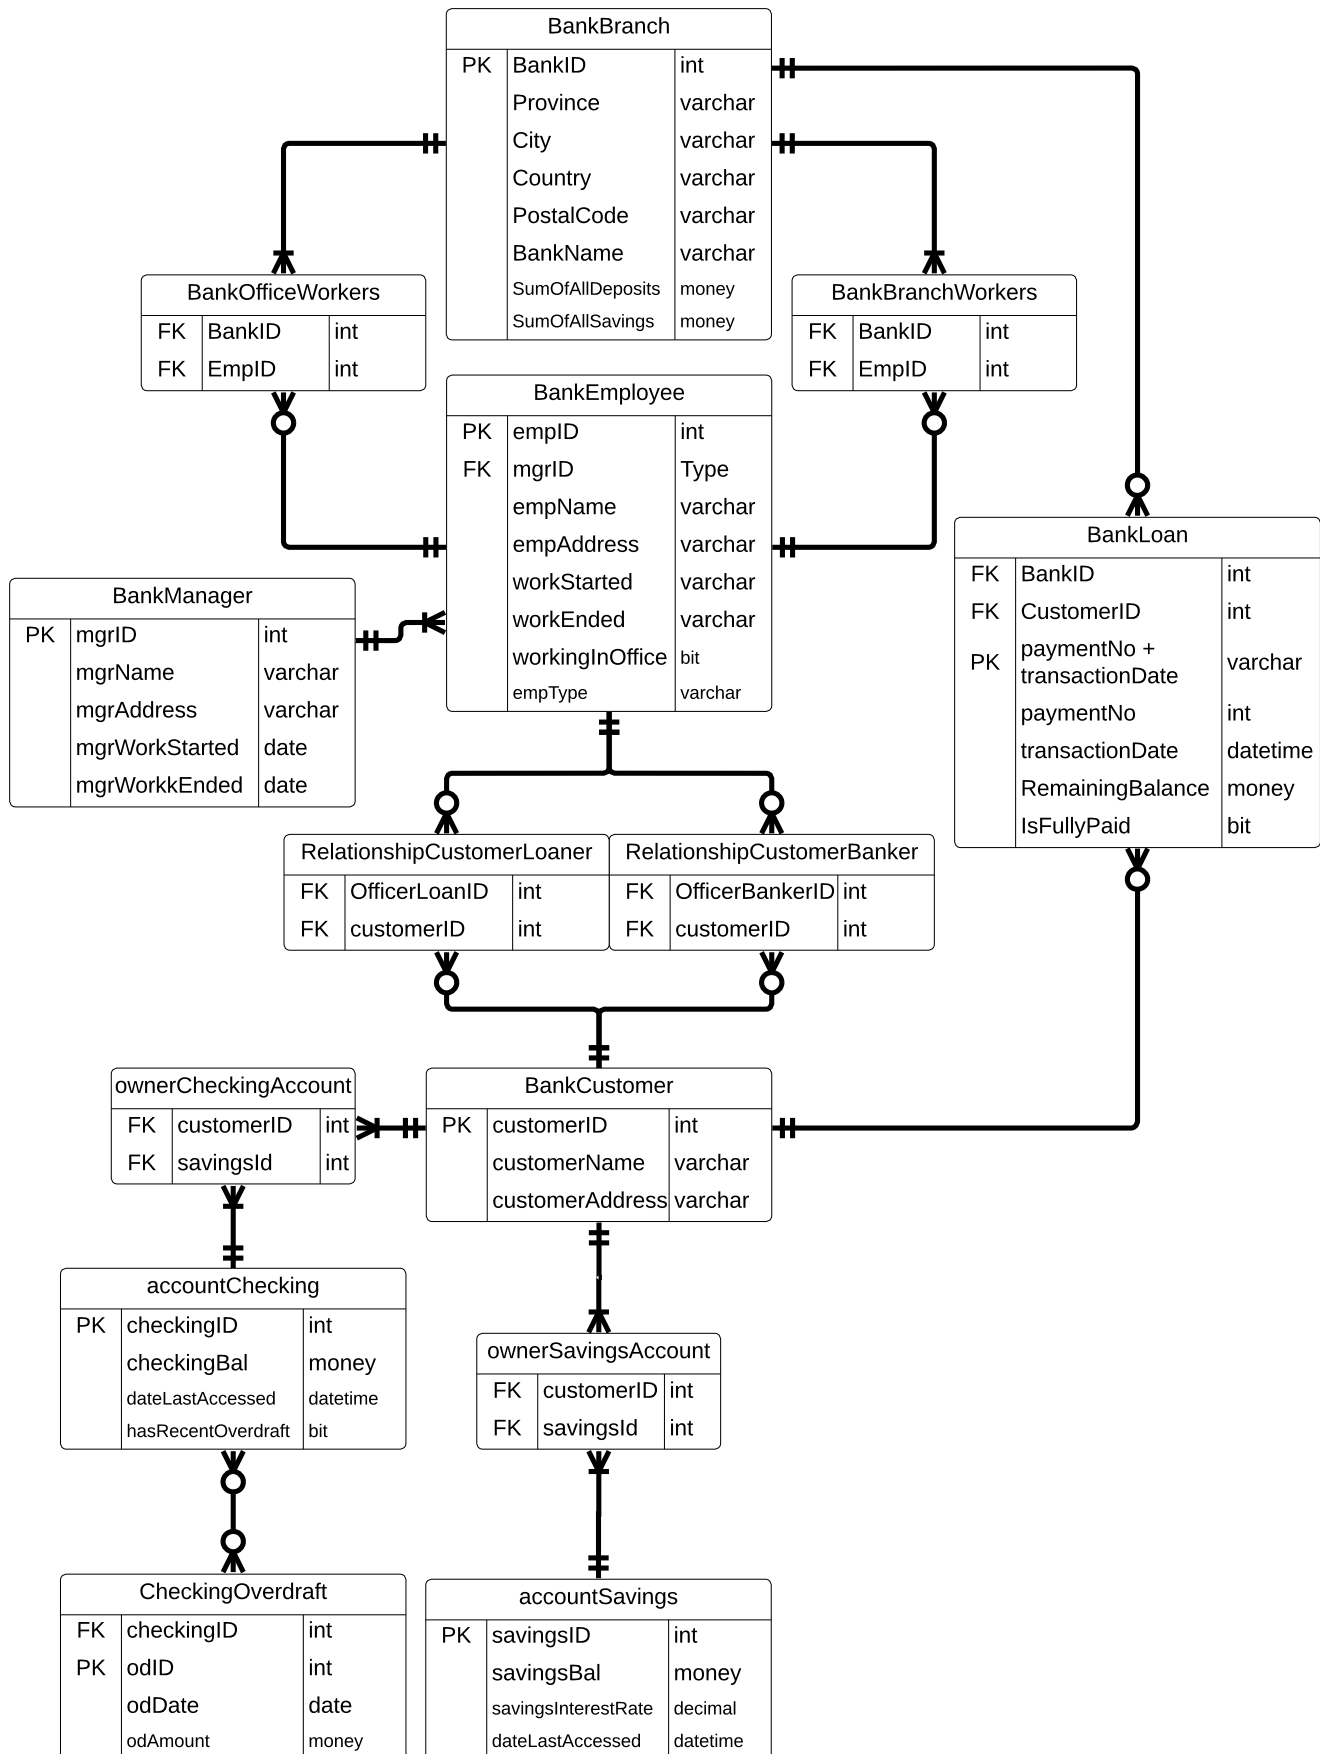 BankBranch
PK BankID int
Province varchar
City varchar
Country varchar
PostalCode varchar
BankName varchar
SumOfAllDeposits money
SumOfAllSavings money
BankOfficeWorkers
FK BankID int
FK EmpID int
BankBranchWorkers
FK BankID int
FK EmpID int
BankEmployee
PK empID int
FK mgrID Type
empName varchar
empAddress varchar
workStarted varchar
workEnded varchar
workingInOffice bit
empType varchar
BankManager
PK mgrID int
mgrName varchar
mgrAddress varchar
mgrWorkStarted date
mgrWorkkEnded date
BankLoan
FK BankID int
FK CustomerID int
PK paymentNo + transactionDate varchar
paymentNo int
transactionDate datetime
RemainingBalance money
IsFullyPaid bit
RelationshipCustomerLoaner
FK OfficerLoanID int
FK customerID int
RelationshipCustomerBanker
FK OfficerBankerID int
FK customerID int
ownerCheckingAccount
FK customerID int
FK savingsId int
BankCustomer
PK customerID int
customerName varchar
customerAddress varchar
accountChecking
PK checkingID int
checkingBal money
dateLastAccessed datetime
hasRecentOverdraft bit
ownerSavingsAccount
FK customerID int
FK savingsId int
CheckingOverdraft
FK checkingID int
PK odID int
odDate date
odAmount money
accountSavings
PK savingsID int
savingsBal money
savingsInterestRate decimal
dateLastAccessed datetime